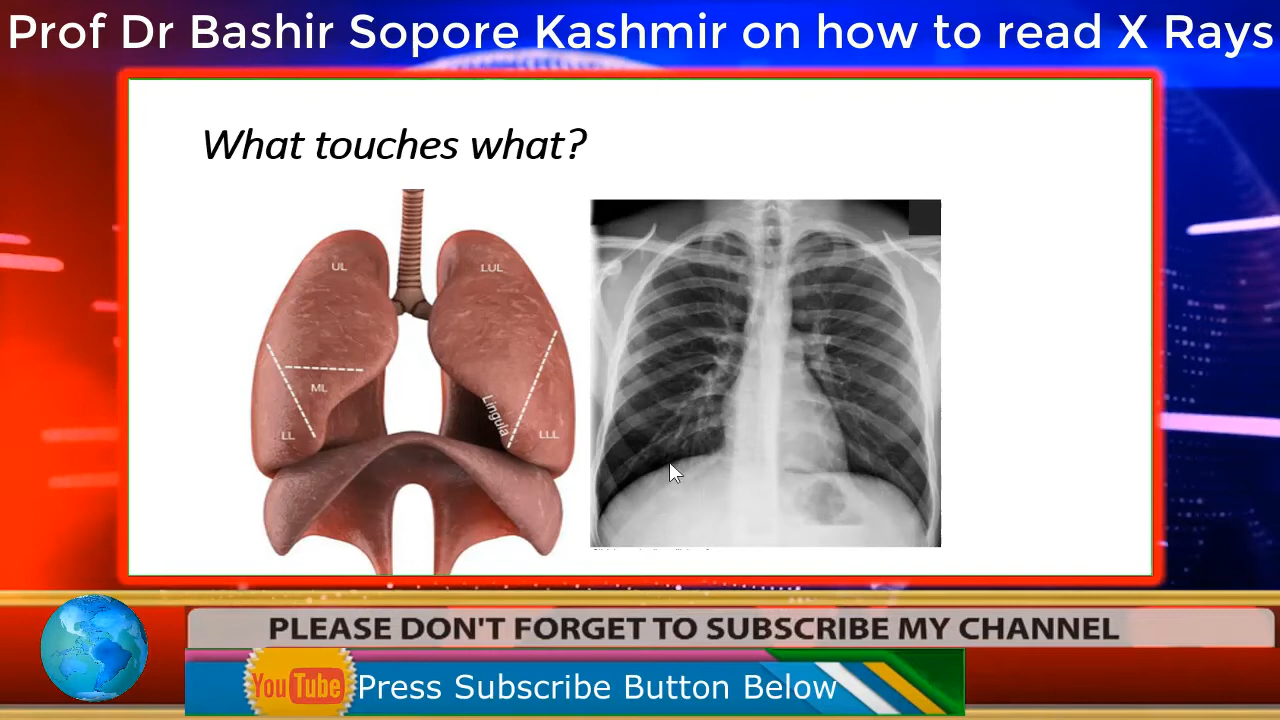 Prof Dr Bashir Sopore Kashmir on how to read X Rays
What touches what?
UL
LUL
ML
Lingula
LL
LLL
PLEASE DON'T FORGET TO SUBSCRIBE MY CHANNEL
YouTube
Press Subscribe Button Below